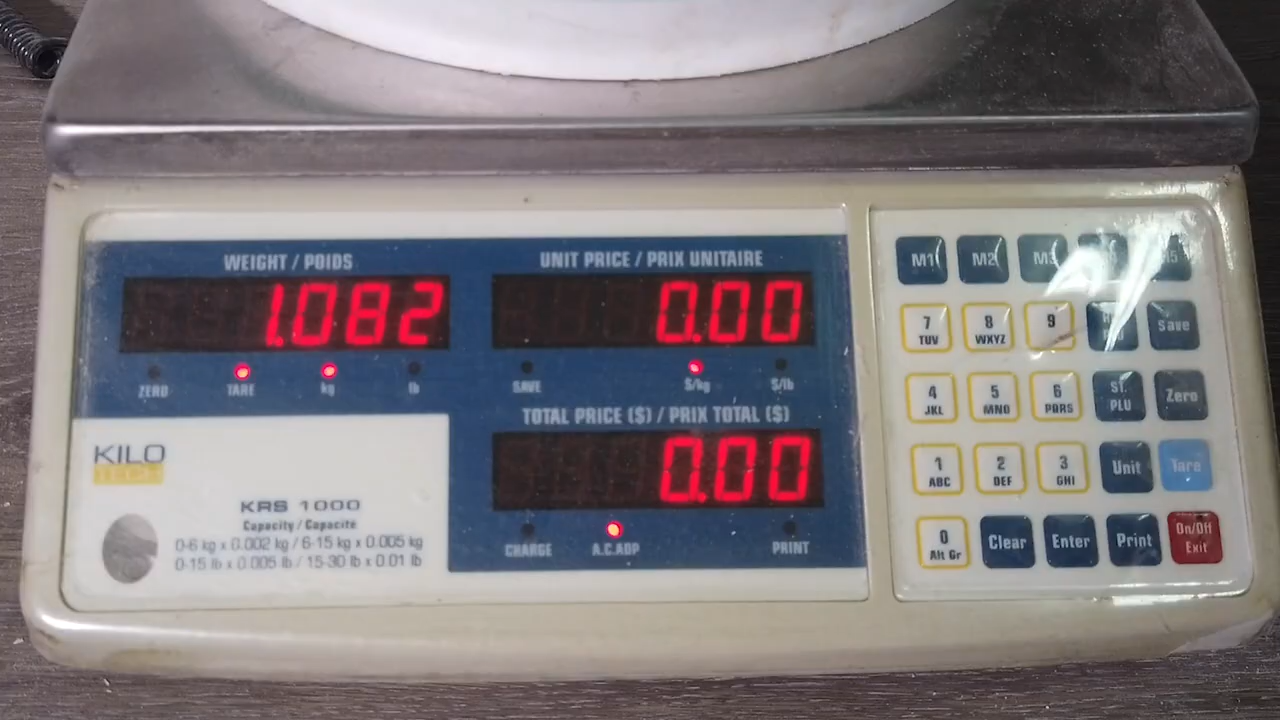 WEIGHT / POIDS
1.082
ZERO TARE kg lb
UNIT PRICE / PRIX UNITAIRE
0.00
SAVE $/kg $/lb
TOTAL PRICE ($) / PRIX TOTAL ($)
0.00
CHARGE A.C.ADP PRINT
KILO
TECH
KRS 1000
Capacity / Capacité
0-6 kg x 0.002 kg / 6-15 kg x 0.005 kg
0-15 lb x 0.005 lb / 15-30 lb x 0.01 lb
M1 M2 M3
7 TUV 8 WXYZ 9 Save
4 JKL 5 MNO 6 PQRS ST. PLU Zero
1 ABC 2 DEF 3 GHI Unit Tare
0 Alt Gr Clear Enter Print On/Off Exit